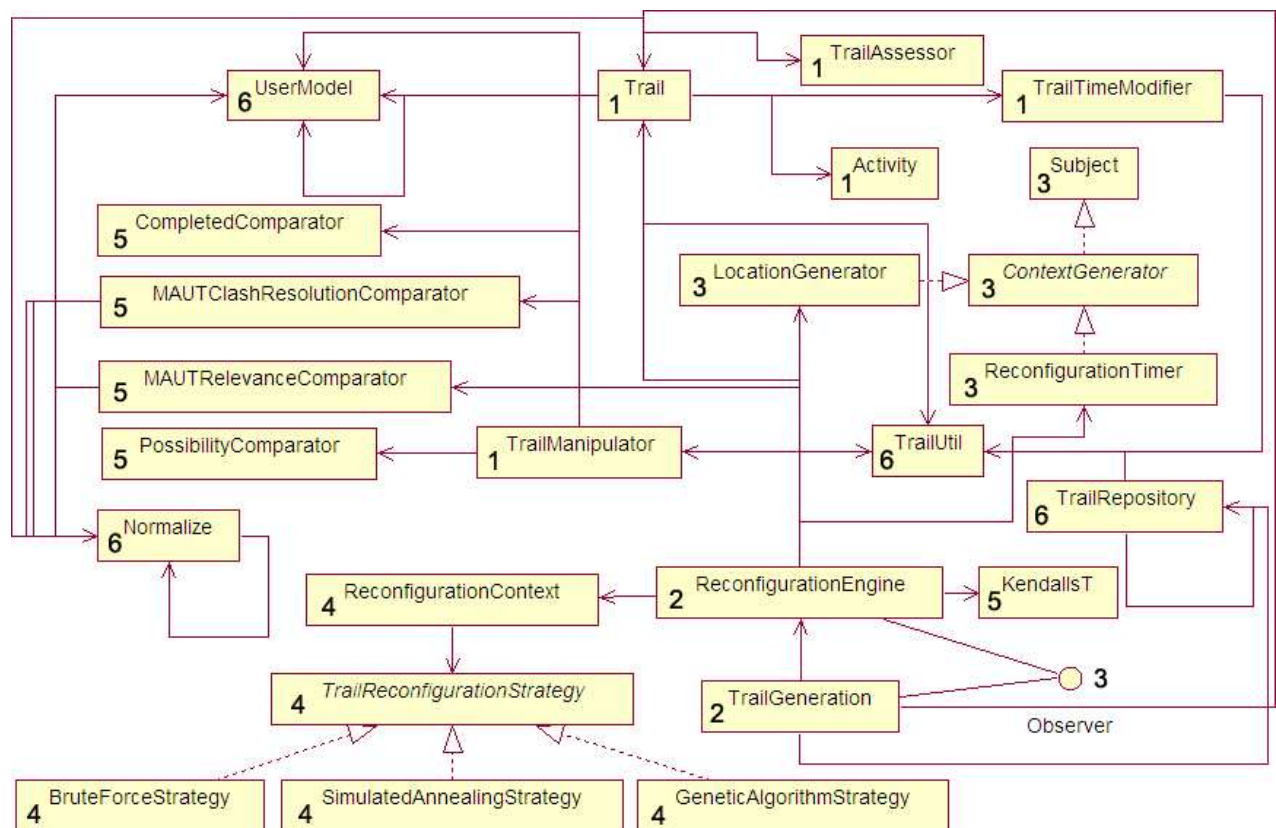 TrailAssessor
1
UserModel
6
Trail
1
TrailTimeModifier
1
Activity
1
Subject
3
CompletedComparator
5
LocationGenerator
3
ContextGenerator
3
MAUTClashResolutionComparator
5
MAUTRelevanceComparator
5
ReconfigurationTimer
3
PossibilityComparator
5
TrailManipulator
1
TrailUtil
6
TrailRepository
6
Normalize
6
ReconfigurationContext
4
ReconfigurationEngine
2
KendallsT
5
TrailReconfigurationStrategy
4
TrailGeneration
2
3
Observer
BruteForceStrategy
4
SimulatedAnnealingStrategy
4
GeneticAlgorithmStrategy
4